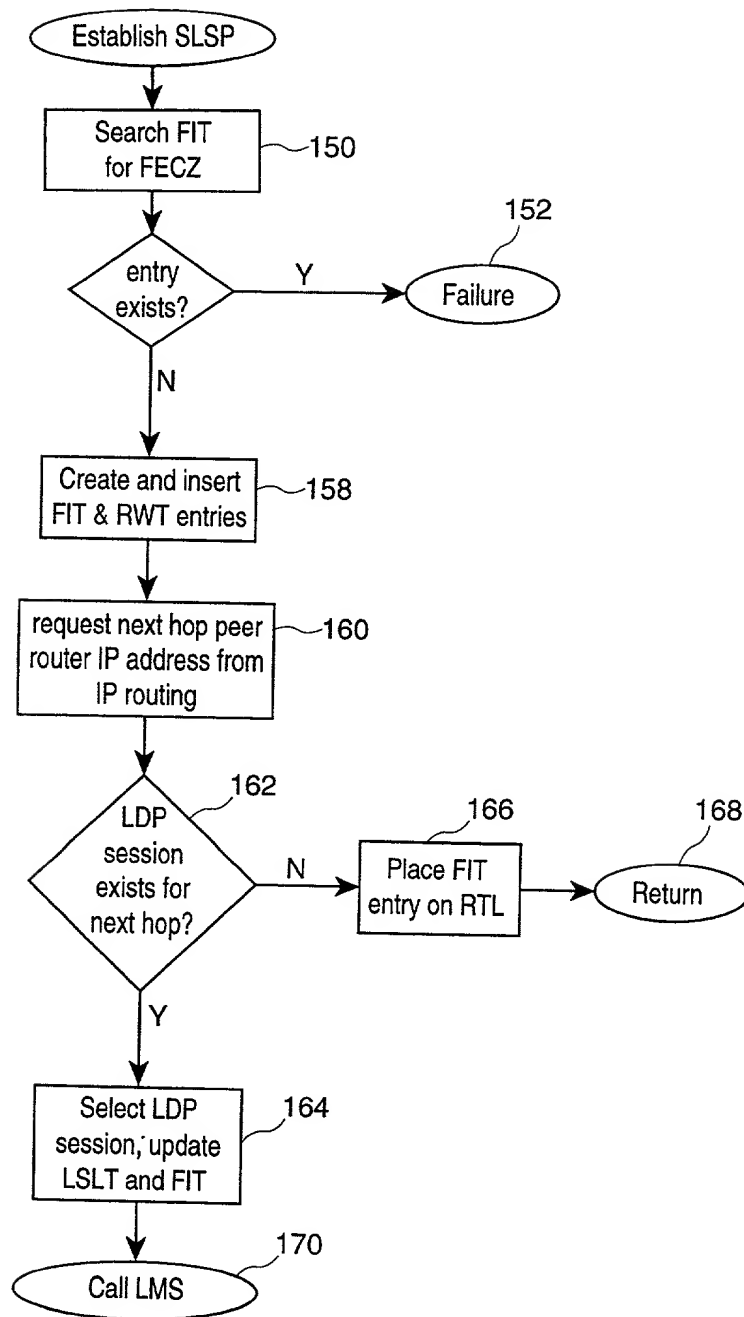 Establish SLSP
Search FIT
for FECZ
150
152
entry
exists?
Y
Failure
N
Create and insert
FIT & RWT entries
158
request next hop peer
router IP address from
IP routing
160
162
LDP
session
exists for
next hop?
N
166
Place FIT
entry on RTL
168
Return
Y
Select LDP
session, update
LSLT and FIT
164
170
Call LMS